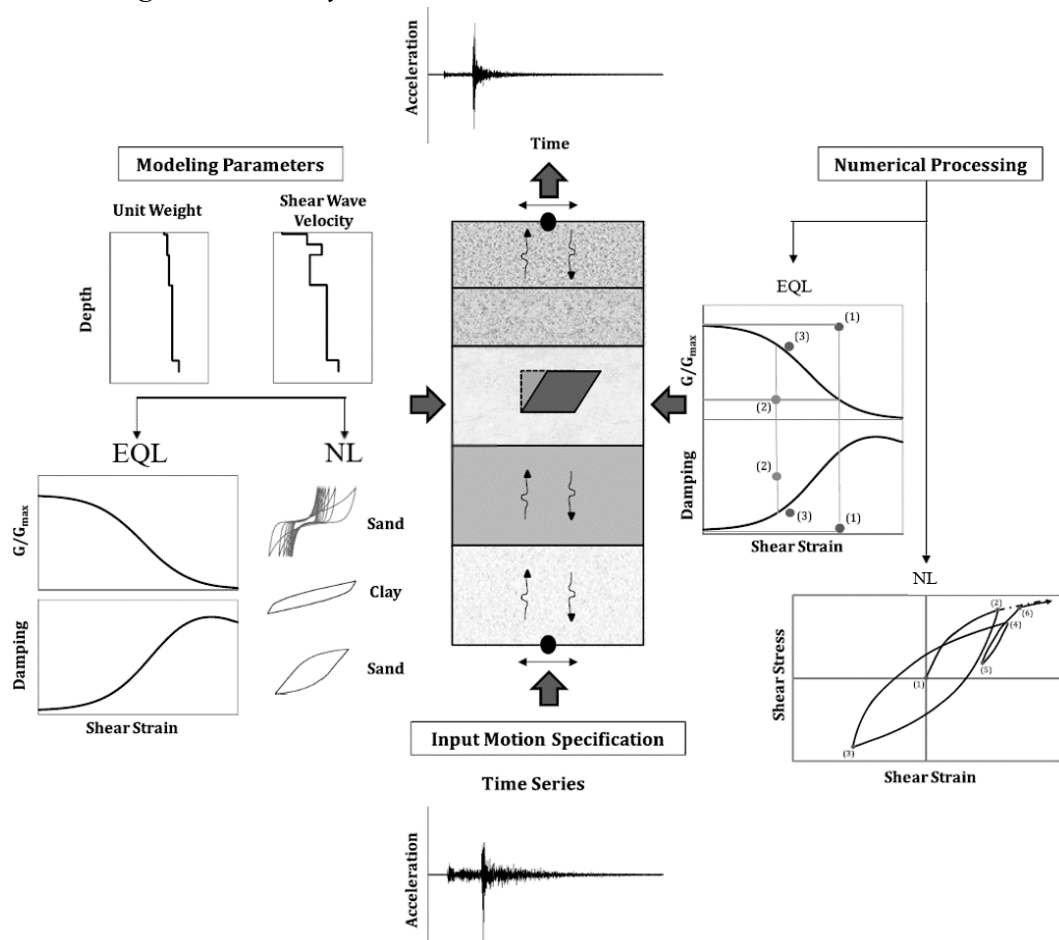 Acceleration
Time
Modeling Parameters
Unit Weight
Shear Wave
Velocity
Depth
EQL
NL
G/Gmax
Damping
Shear Strain
Sand
Clay
Sand
Numerical Processing
EQL
G/Gmax
(1)
(3)
(2)
Damping
(2)
(3)
(1)
Shear Strain
NL
Shear Stress
(2)
(6)
(4)
(5)
(1)
(3)
Shear Strain
Input Motion Specification
Time Series
Acceleration